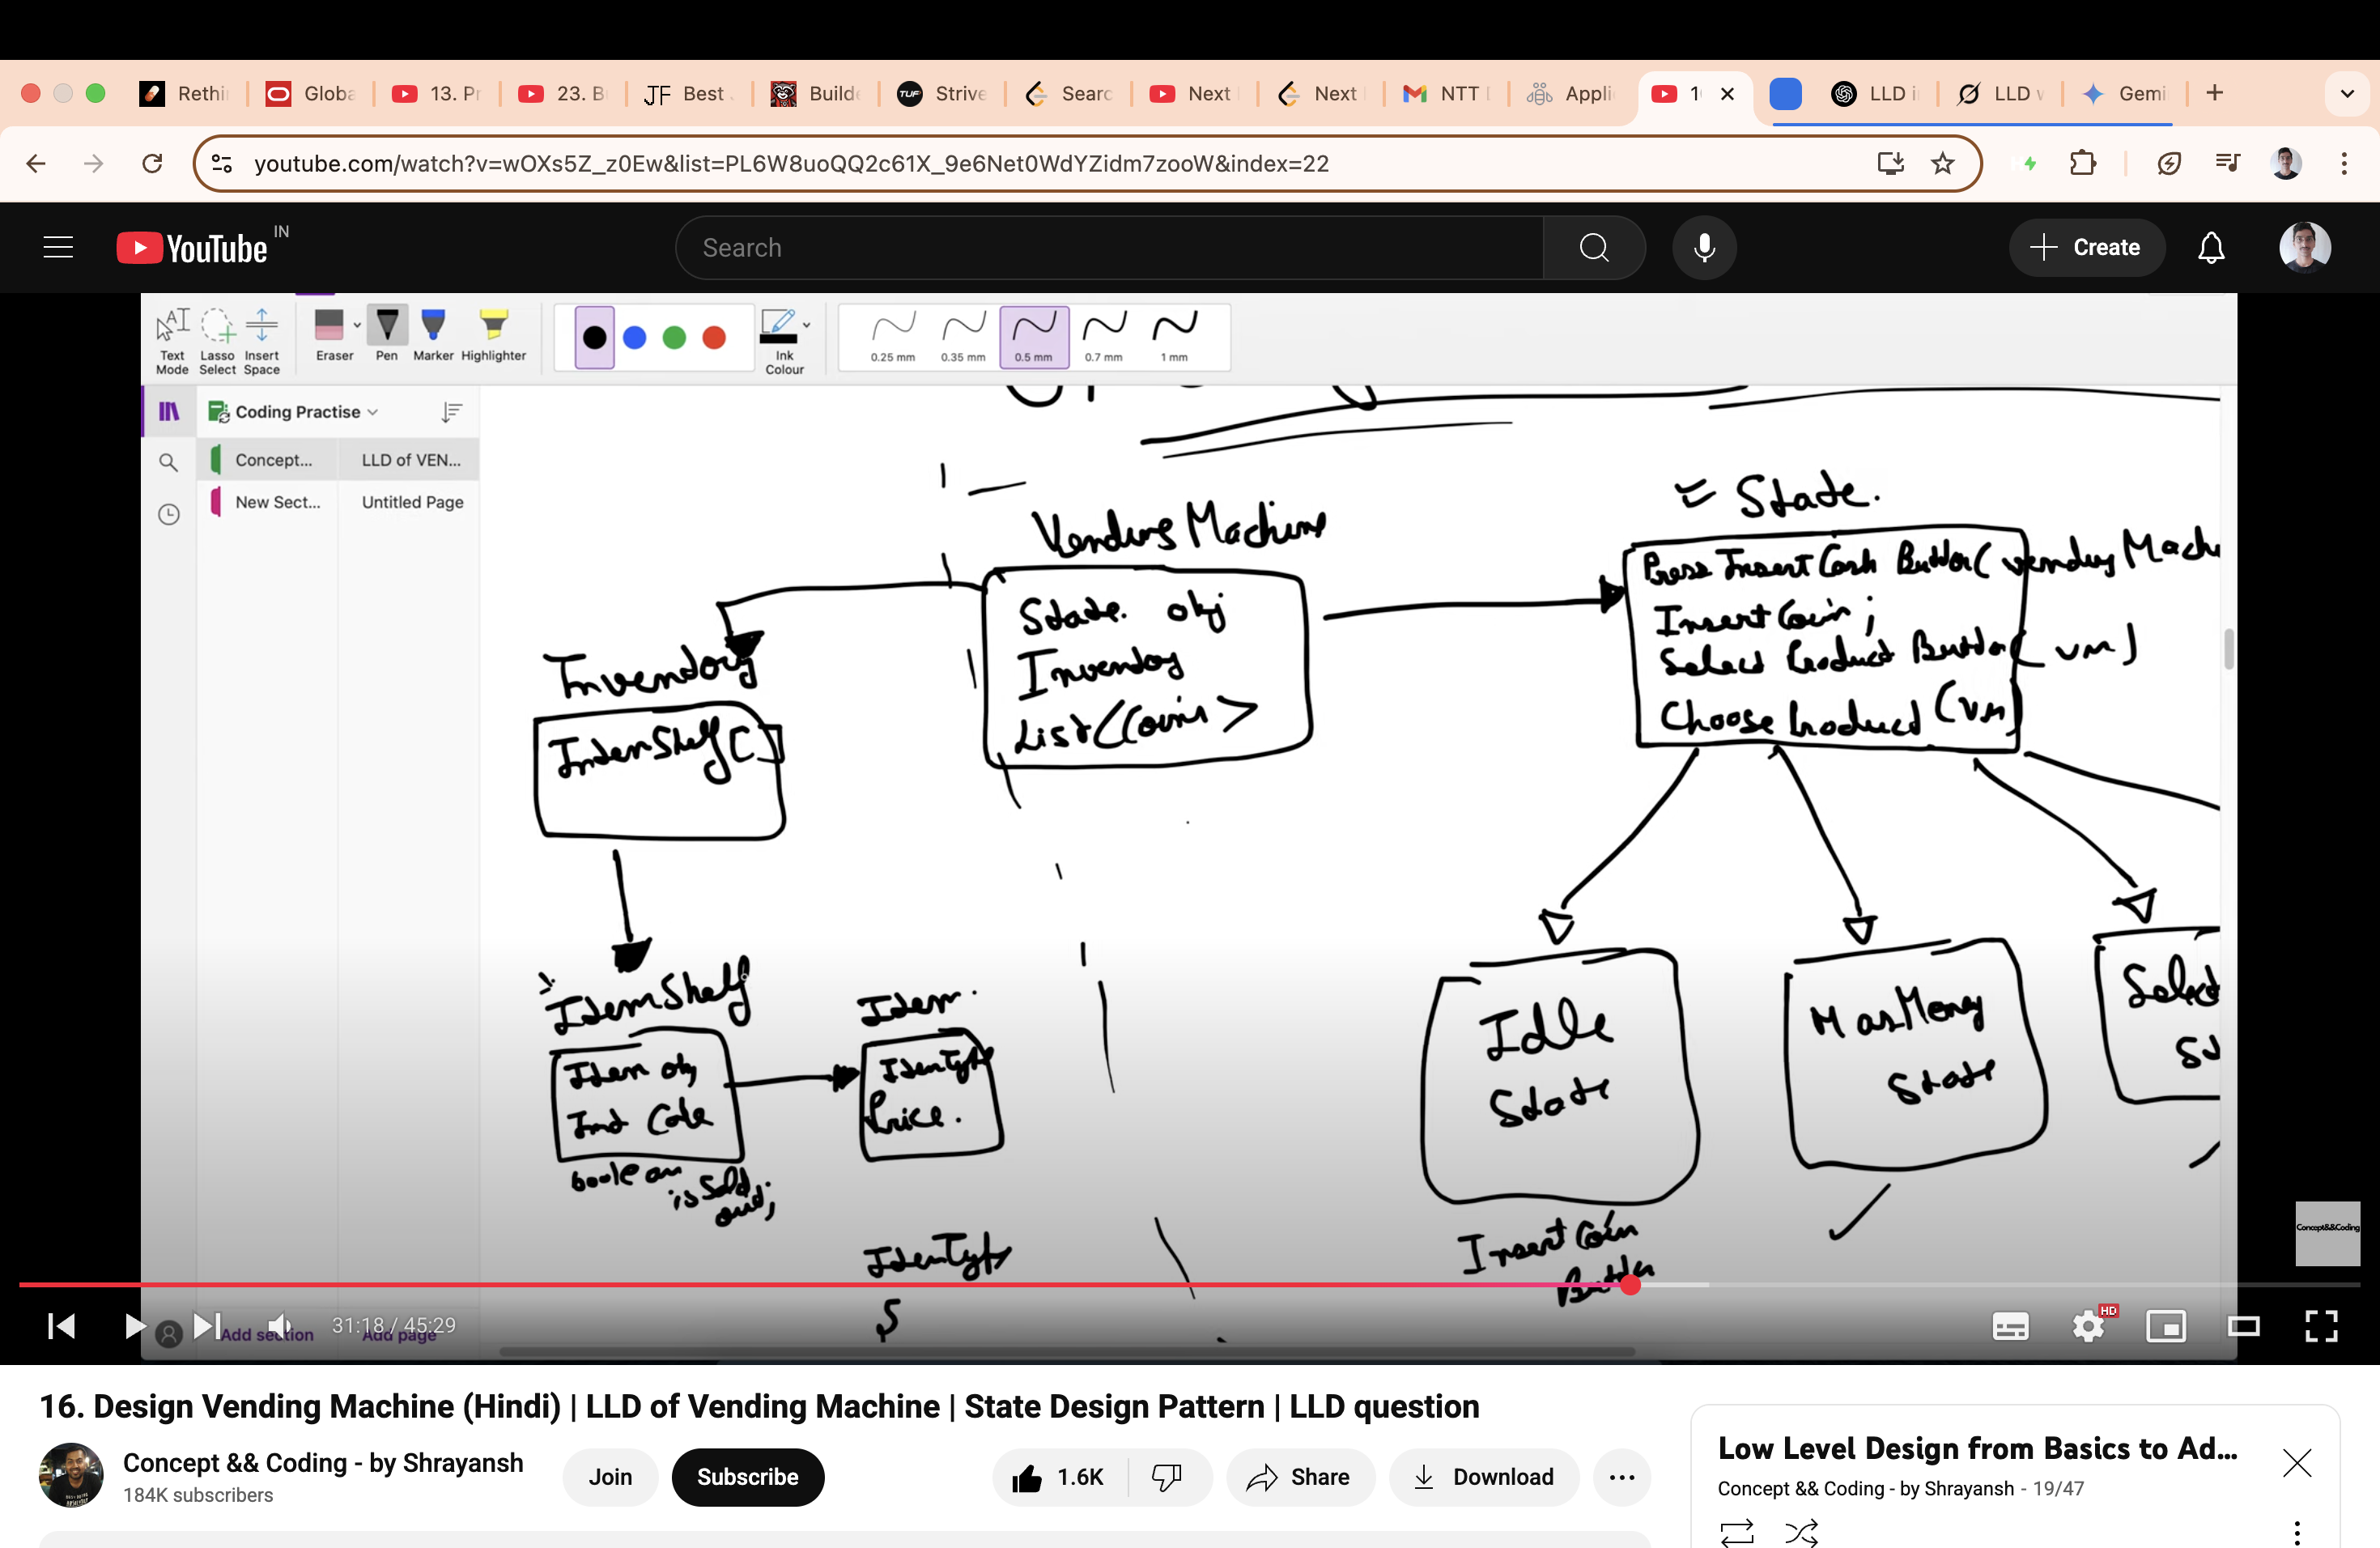 Rethi
Globa
13. Pr
23. B
JF Best
Build
TUF Strive
Searc
Next
Next
NTT
Appli
1
LLD i
LLD v
Gemi
youtube.com/watch?v=wOXs5Z_z0Ew&list=PL6W8uoQQ2c61X_9e6Net0WdYZidm7zooW&index=22
YouTube IN
Search
Create
Text Mode
Lasso Select
Insert Space
Eraser
Pen
Marker
Highlighter
Ink Colour
0.25 mm
0.35 mm
0.5 mm
0.7 mm
1 mm
Coding Practise
Concept...
LLD of VEN...
New Sect...
Untitled Page
Vending Machine
State obj
Inventory
List<Coins>
State.
Press Insert Cash Button( vending Mach
Insert Coin;
Select Product Button( vm)
Choose Product (vm)
Inventory
ItemShelf[]
ItemShelf
Item obj
Int Code
boolean isSoldout;
Item.
ItemType
Price.
ItemType
{
Idle State
Insert Coin Button
HasMoney State
Select
St
Concept&&Coding
31:18 / 45:29
HD
Add section
Add page
16. Design Vending Machine (Hindi) | LLD of Vending Machine | State Design Pattern | LLD question
Concept && Coding - by Shrayansh
184K subscribers
Join
Subscribe
1.6K
Share
Download
Low Level Design from Basics to Ad...
Concept && Coding - by Shrayansh - 19/47